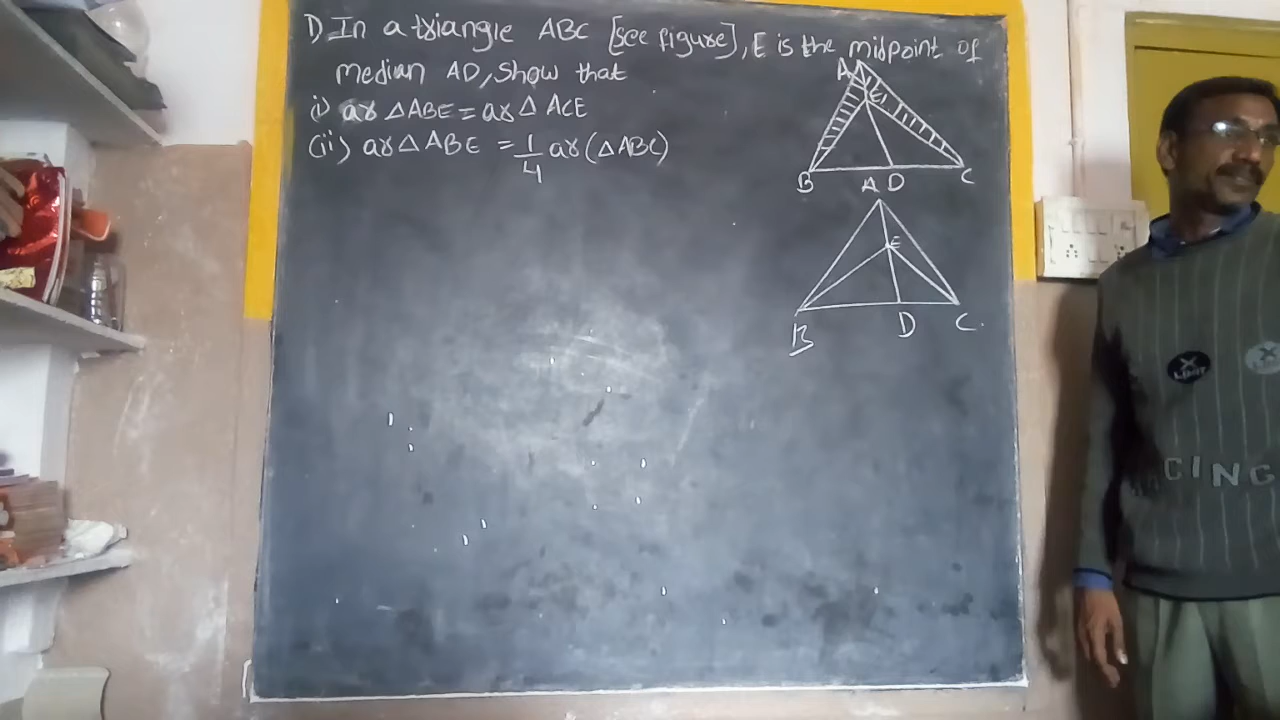 1) In a triangle ABC [see figure], E is the midpoint of
median AD, Show that
i) ar △ ABE = ar △ ACE
(ii) ar △ ABE = 1/4 ar (△ ABC)
A
E
B D C
A
E
B D C.
CING